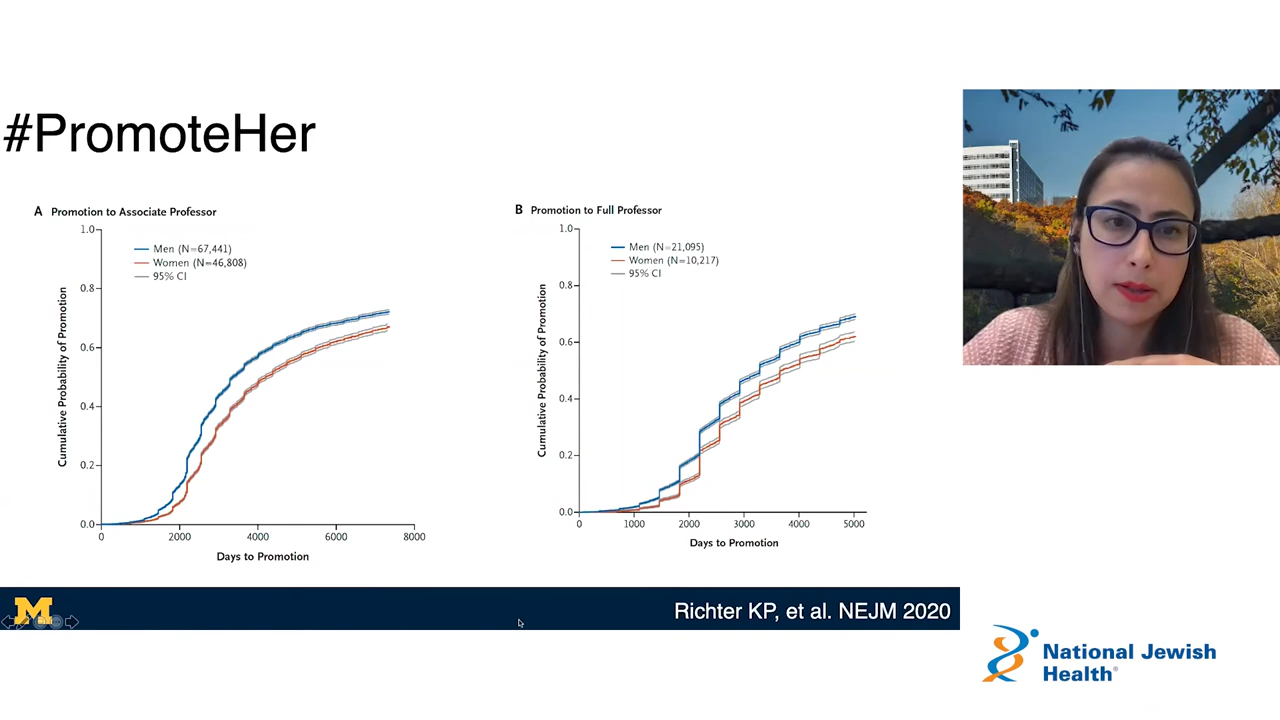 #PromoteHer
A Promotion to Associate Professor
1.0
0.8
0.6
0.4
0.2
0.0
Cumulative Probability of Promotion
Men (N=67,441)
Women (N=46,808)
95% CI
0
2000
4000
6000
8000
Days to Promotion
B Promotion to Full Professor
1.0
0.8
0.6
0.4
0.2
0.0
Cumulative Probability of Promotion
Men (N=21,095)
Women (N=10,217)
95% CI
0
1000
2000
3000
4000
5000
Days to Promotion
M
Richter KP, et al. NEJM 2020
National Jewish
Health®